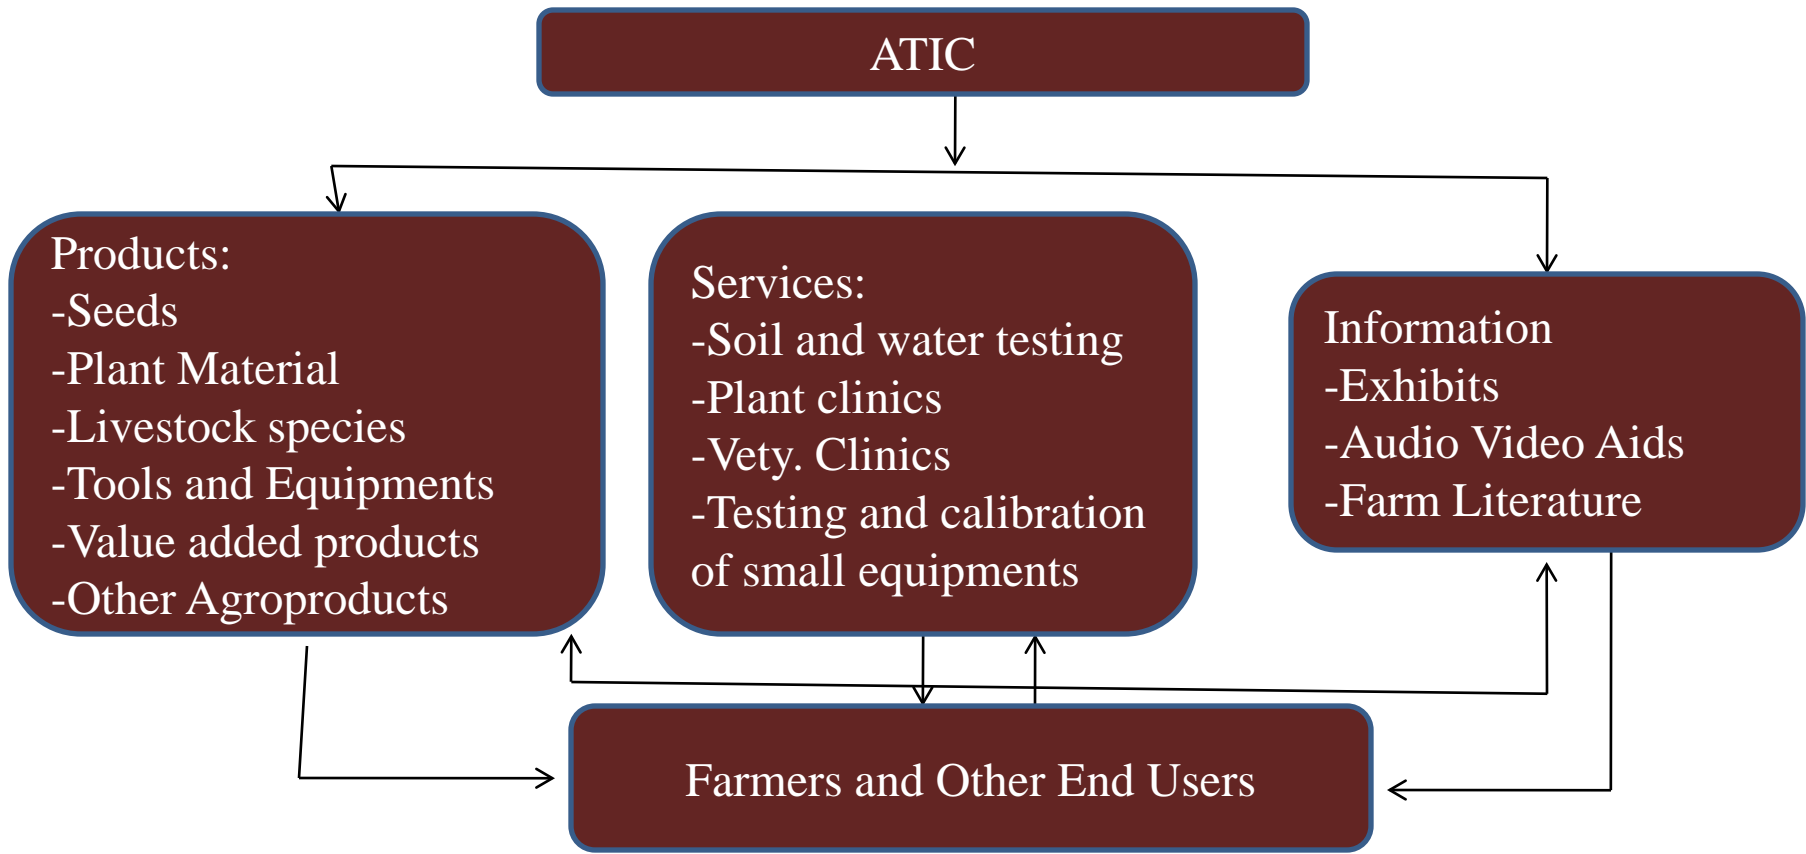 ATIC
Products:
-Seeds
-Plant Material
-Livestock species
-Tools and Equipments
-Value added products
-Other Agroproducts
Services:
-Soil and water testing
-Plant clinics
-Vety. Clinics
-Testing and calibration
of small equipments
Information
-Exhibits
-Audio Video Aids
-Farm Literature
Farmers and Other End Users